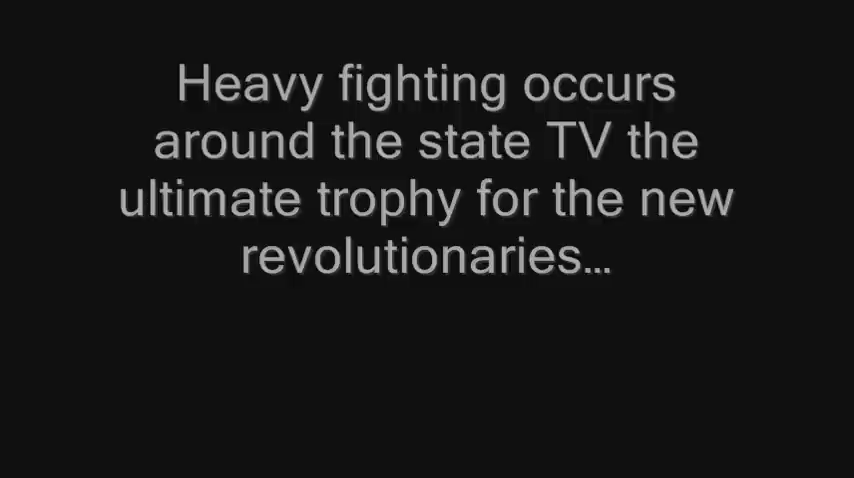 Heavy fighting occurs
around the state TV the
ultimate trophy for the new
revolutionaries...